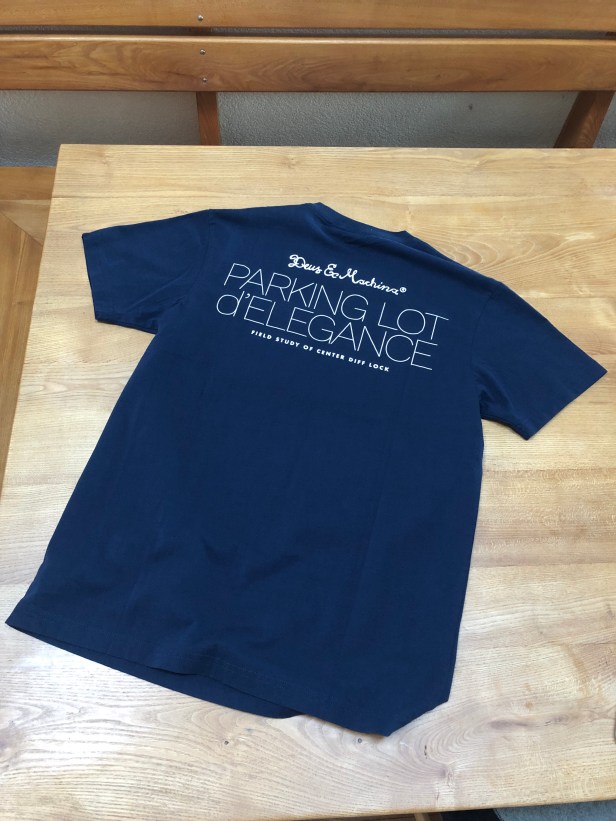 Deus Ex Machina®
PARKING LOT
d'ELEGANCE
FIELD STUDY OF CENTER DIFF LOCK